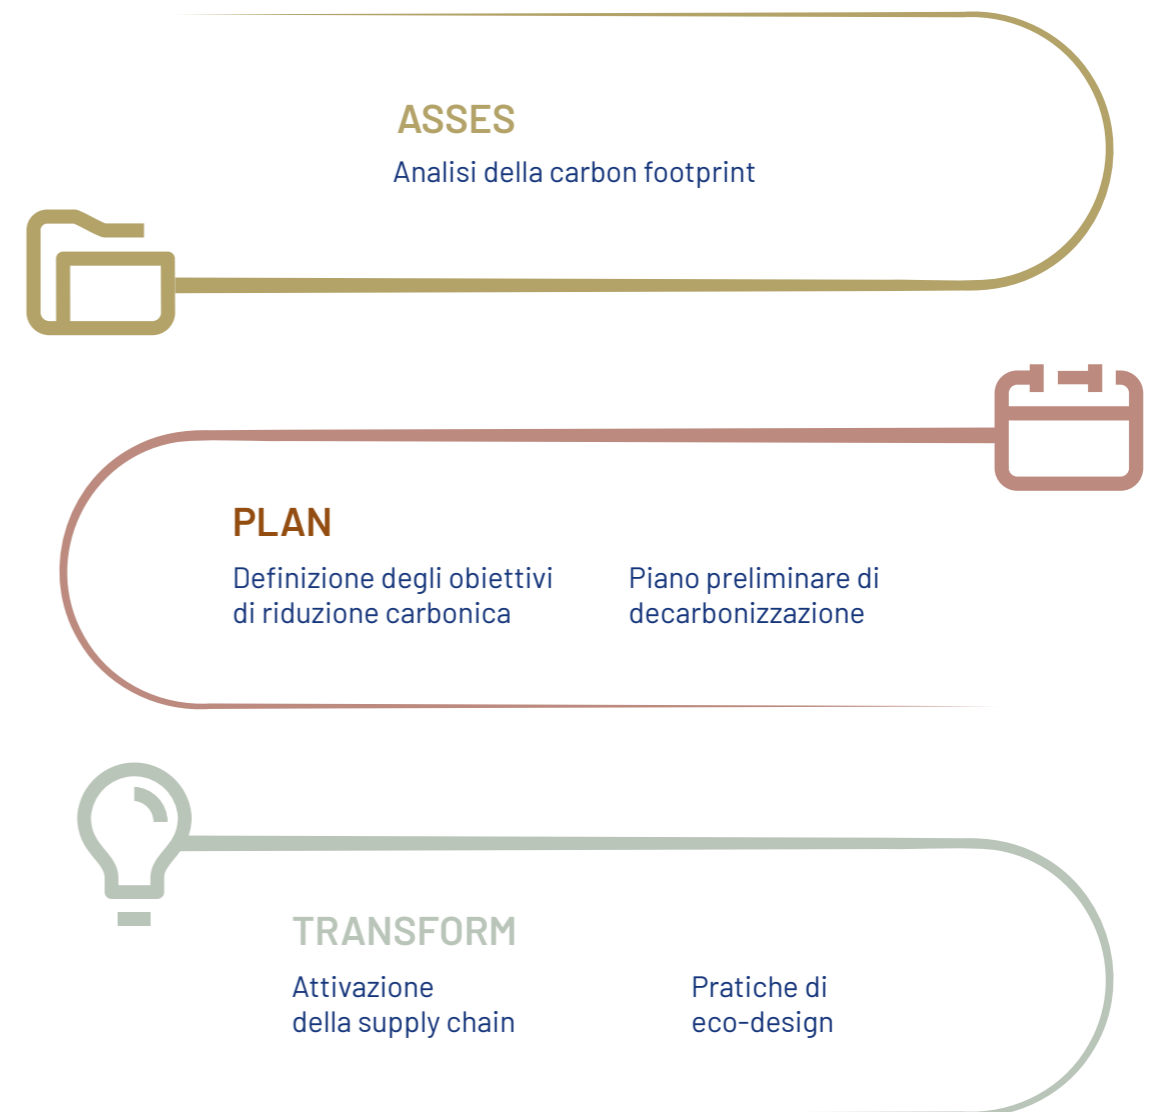 ASSES
Analisi della carbon footprint
PLAN
Definizione degli obiettivi
di riduzione carbonica
Piano preliminare di
decarbonizzazione
TRANSFORM
Attivazione
della supply chain
Pratiche di
eco-design